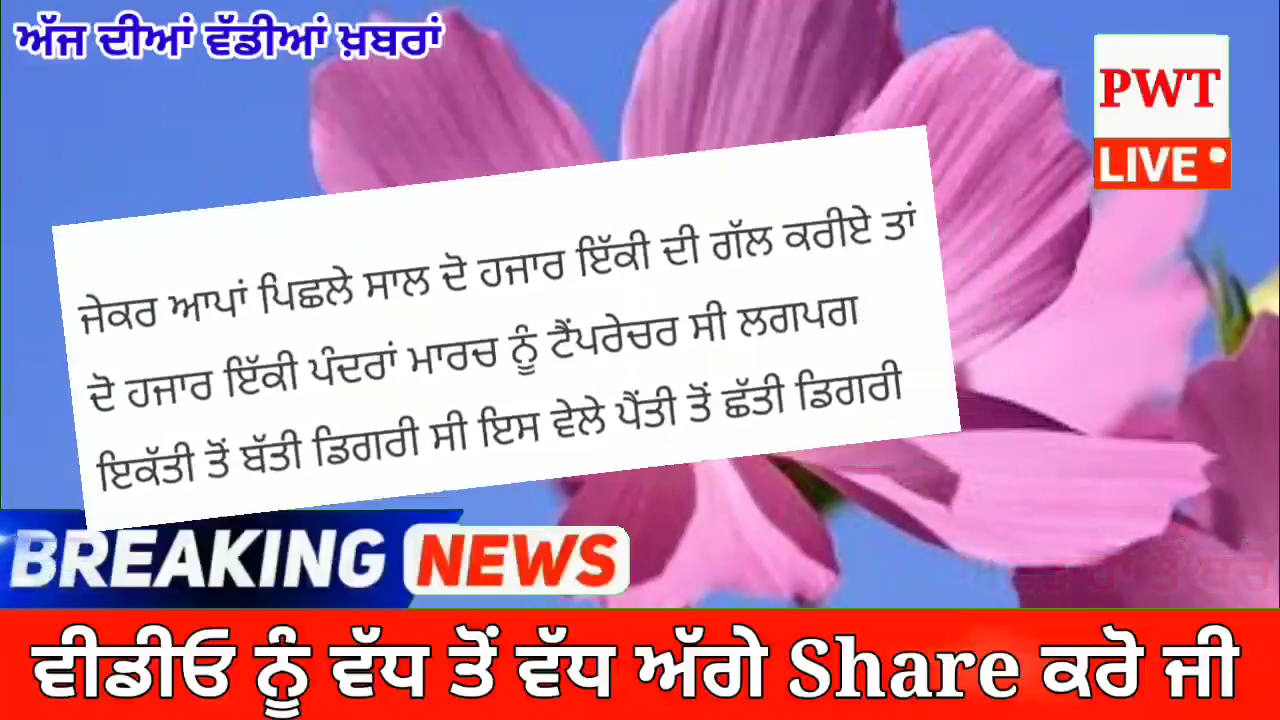 ਅੱਜ ਦੀਆਂ ਵੱਡੀਆਂ ਖ਼ਬਰਾਂ
PWT
LIVE
ਜੇਕਰ ਆਪਾਂ ਪਿਛਲੇ ਸਾਲ ਦੋ ਹਜਾਰ ਇੱਕੀ ਦੀ ਗੱਲ ਕਰੀਏ ਤਾਂ
ਦੋ ਹਜਾਰ ਇੱਕੀ ਪੰਦਰਾਂ ਮਾਰਚ ਨੂੰ ਟੈਂਪਰੇਚਰ ਸੀ ਲਗਪਗ
ਇਕੱਤੀ ਤੋਂ ਬੱਤੀ ਡਿਗਰੀ ਸੀ ਇਸ ਵੇਲੇ ਪੈਂਤੀ ਤੋਂ ਛੱਤੀ ਡਿਗਰੀ
BREAKING NEWS
ਵੀਡੀਓ ਨੂੰ ਵੱਧ ਤੋਂ ਵੱਧ ਅੱਗੇ Share ਕਰੋ ਜੀ